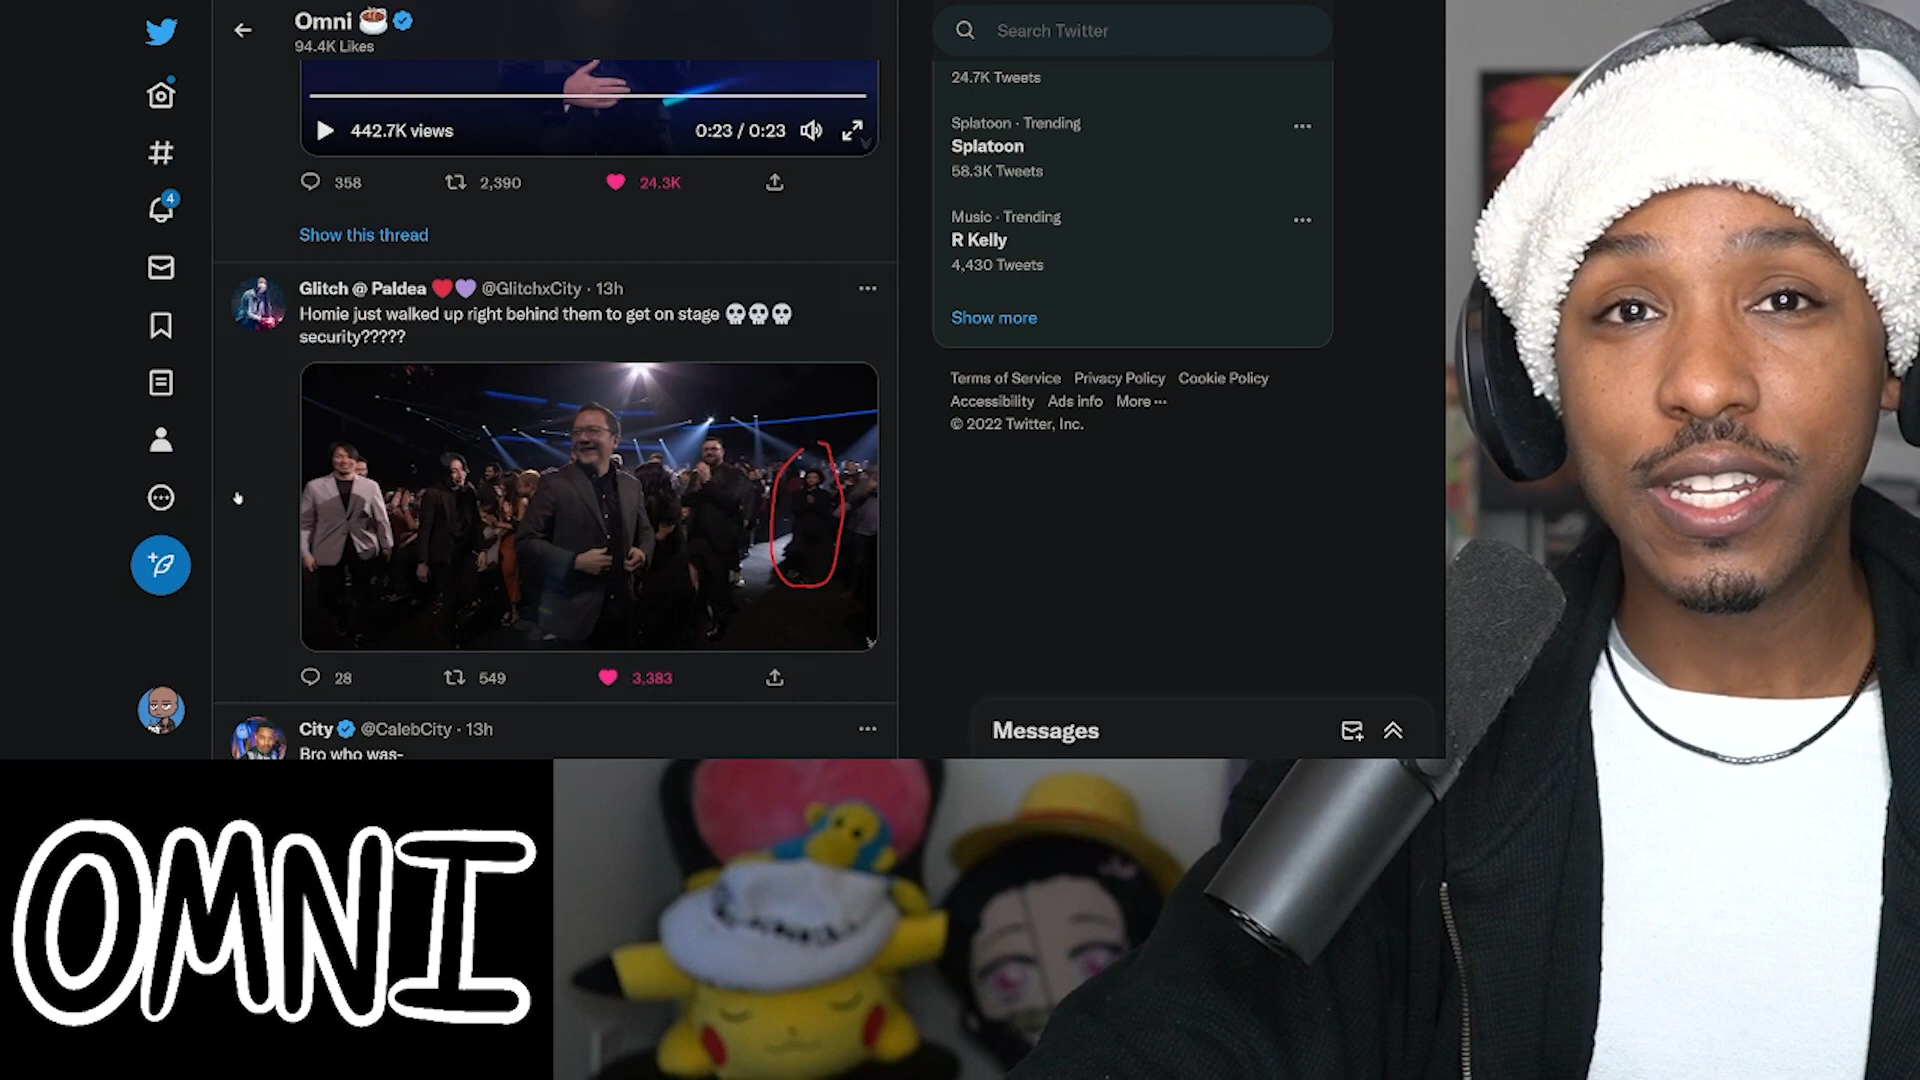 Omni
94.4K Likes
442.7K views
0:23 / 0:23
358
2,390
24.3K
Show this thread
Glitch @ Paldea @GlitchxCity · 13h
Homie just walked up right behind them to get on stage
security?????
28
549
3,383
City @CalebCity · 13h
Bro who was-
4
Search Twitter
24.7K Tweets
Splatoon · Trending
Splatoon
58.3K Tweets
Music · Trending
R Kelly
4,430 Tweets
Show more
Terms of Service Privacy Policy Cookie Policy
Accessibility Ads info More ···
© 2022 Twitter, Inc.
Messages
OMNI